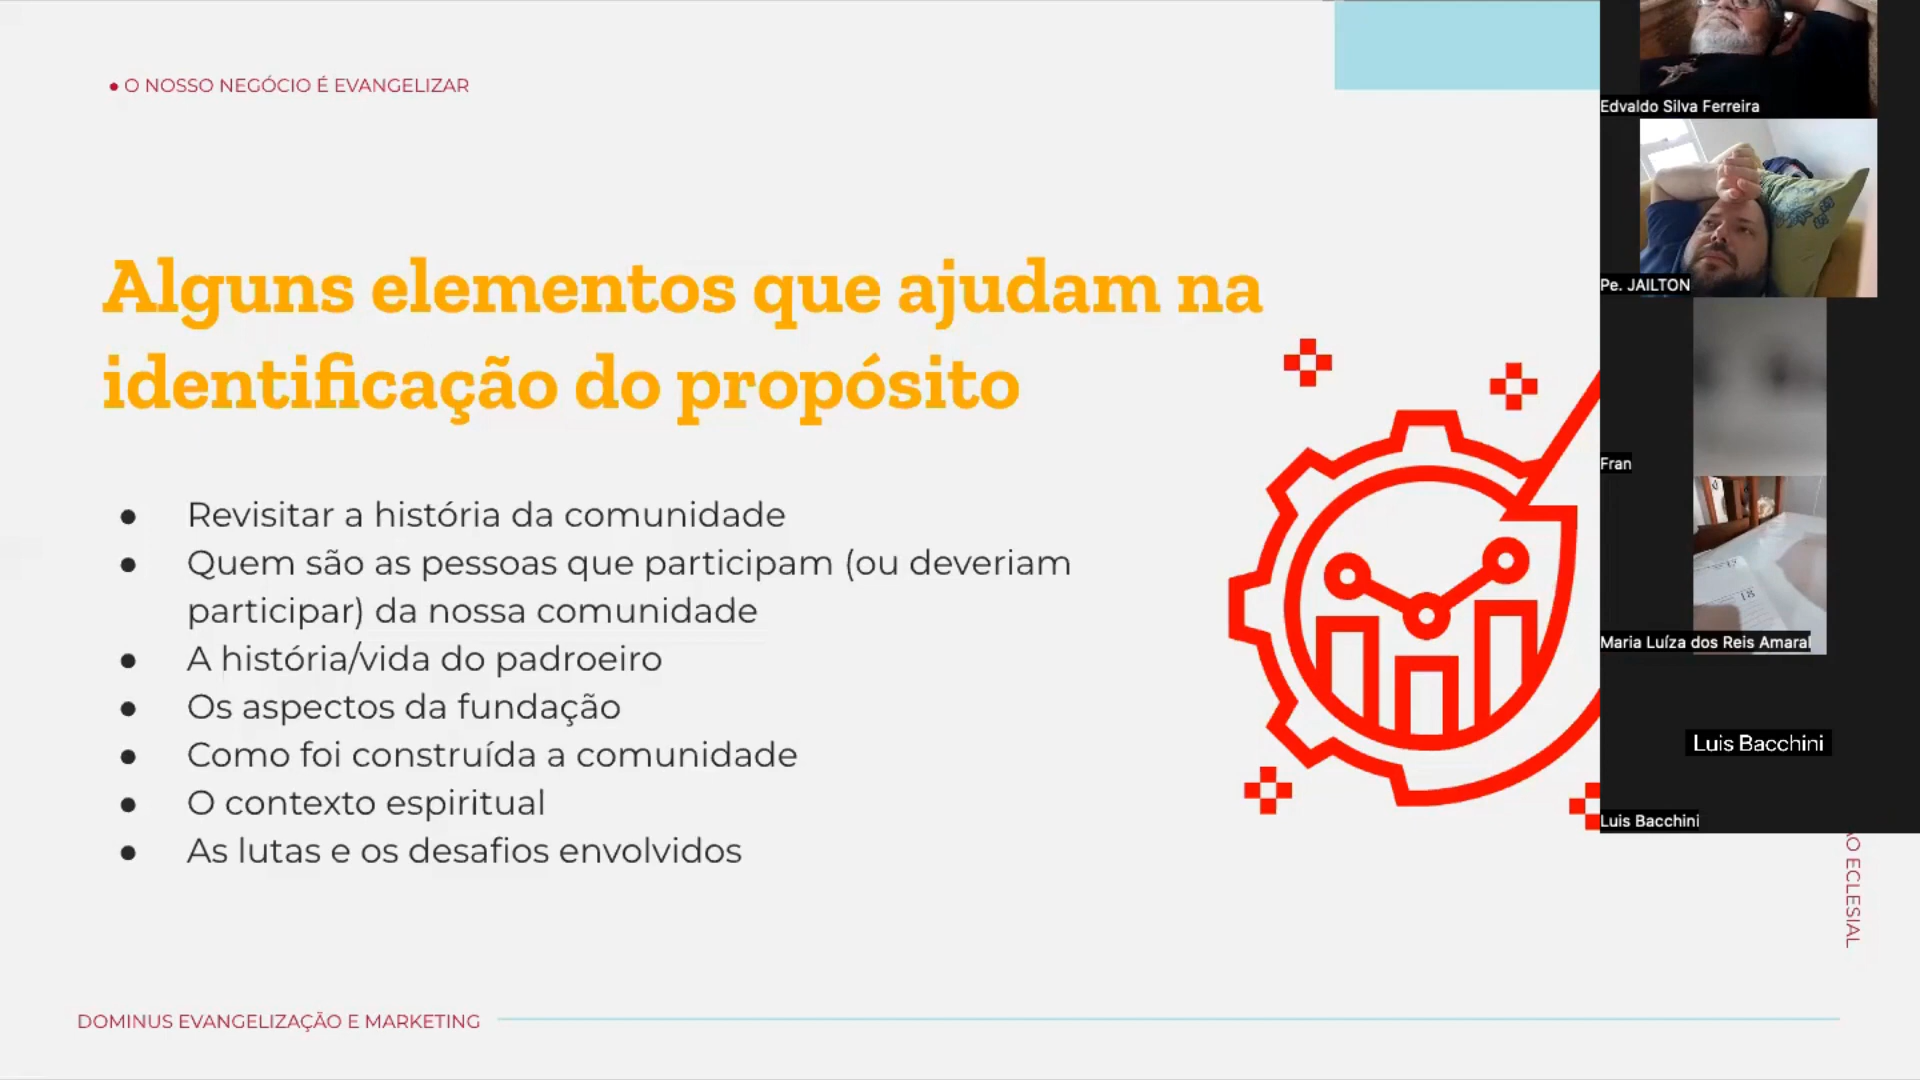 ● O NOSSO NEGÓCIO É EVANGELIZAR
Alguns elementos que ajudam na
identificação do propósito
● Revisitar a história da comunidade
● Quem são as pessoas que participam (ou deveriam
participar) da nossa comunidade
● A história/vida do padroeiro
● Os aspectos da fundação
● Como foi construída a comunidade
● O contexto espiritual
● As lutas e os desafios envolvidos
DOMINUS EVANGELIZAÇÃO E MARKETING
Edvaldo Silva Ferreira
Pe. JAILTON
Fran
17
18
Maria Luíza dos Reis Amaral
Luis Bacchini
Luis Bacchini
ECLESIAL